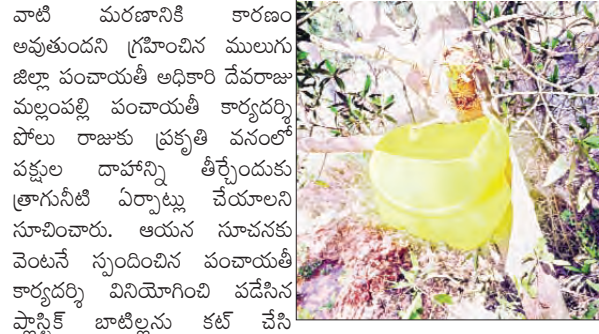 వాటి మరణానికి కారణం
అవుతుందని గ్రహించిన ములుగు
జిల్లా పంచాయతీ అధికారి దేవరాజు
మల్లంపల్లి పంచాయతీ కార్యదర్శి
పోలు రాజుకు ప్రకృతి వనంలో
పక్షుల దాహాన్ని తీర్చేందుకు
త్రాగునీటి ఏర్పాట్లు చేయాలని
సూచించారు. ఆయన సూచనకు
వెంటనే స్పందించిన పంచాయతీ
కార్యదర్శి వినియోగించి పడేసిన
ప్లాస్టిక్ బాటిల్లను కట్ చేసి